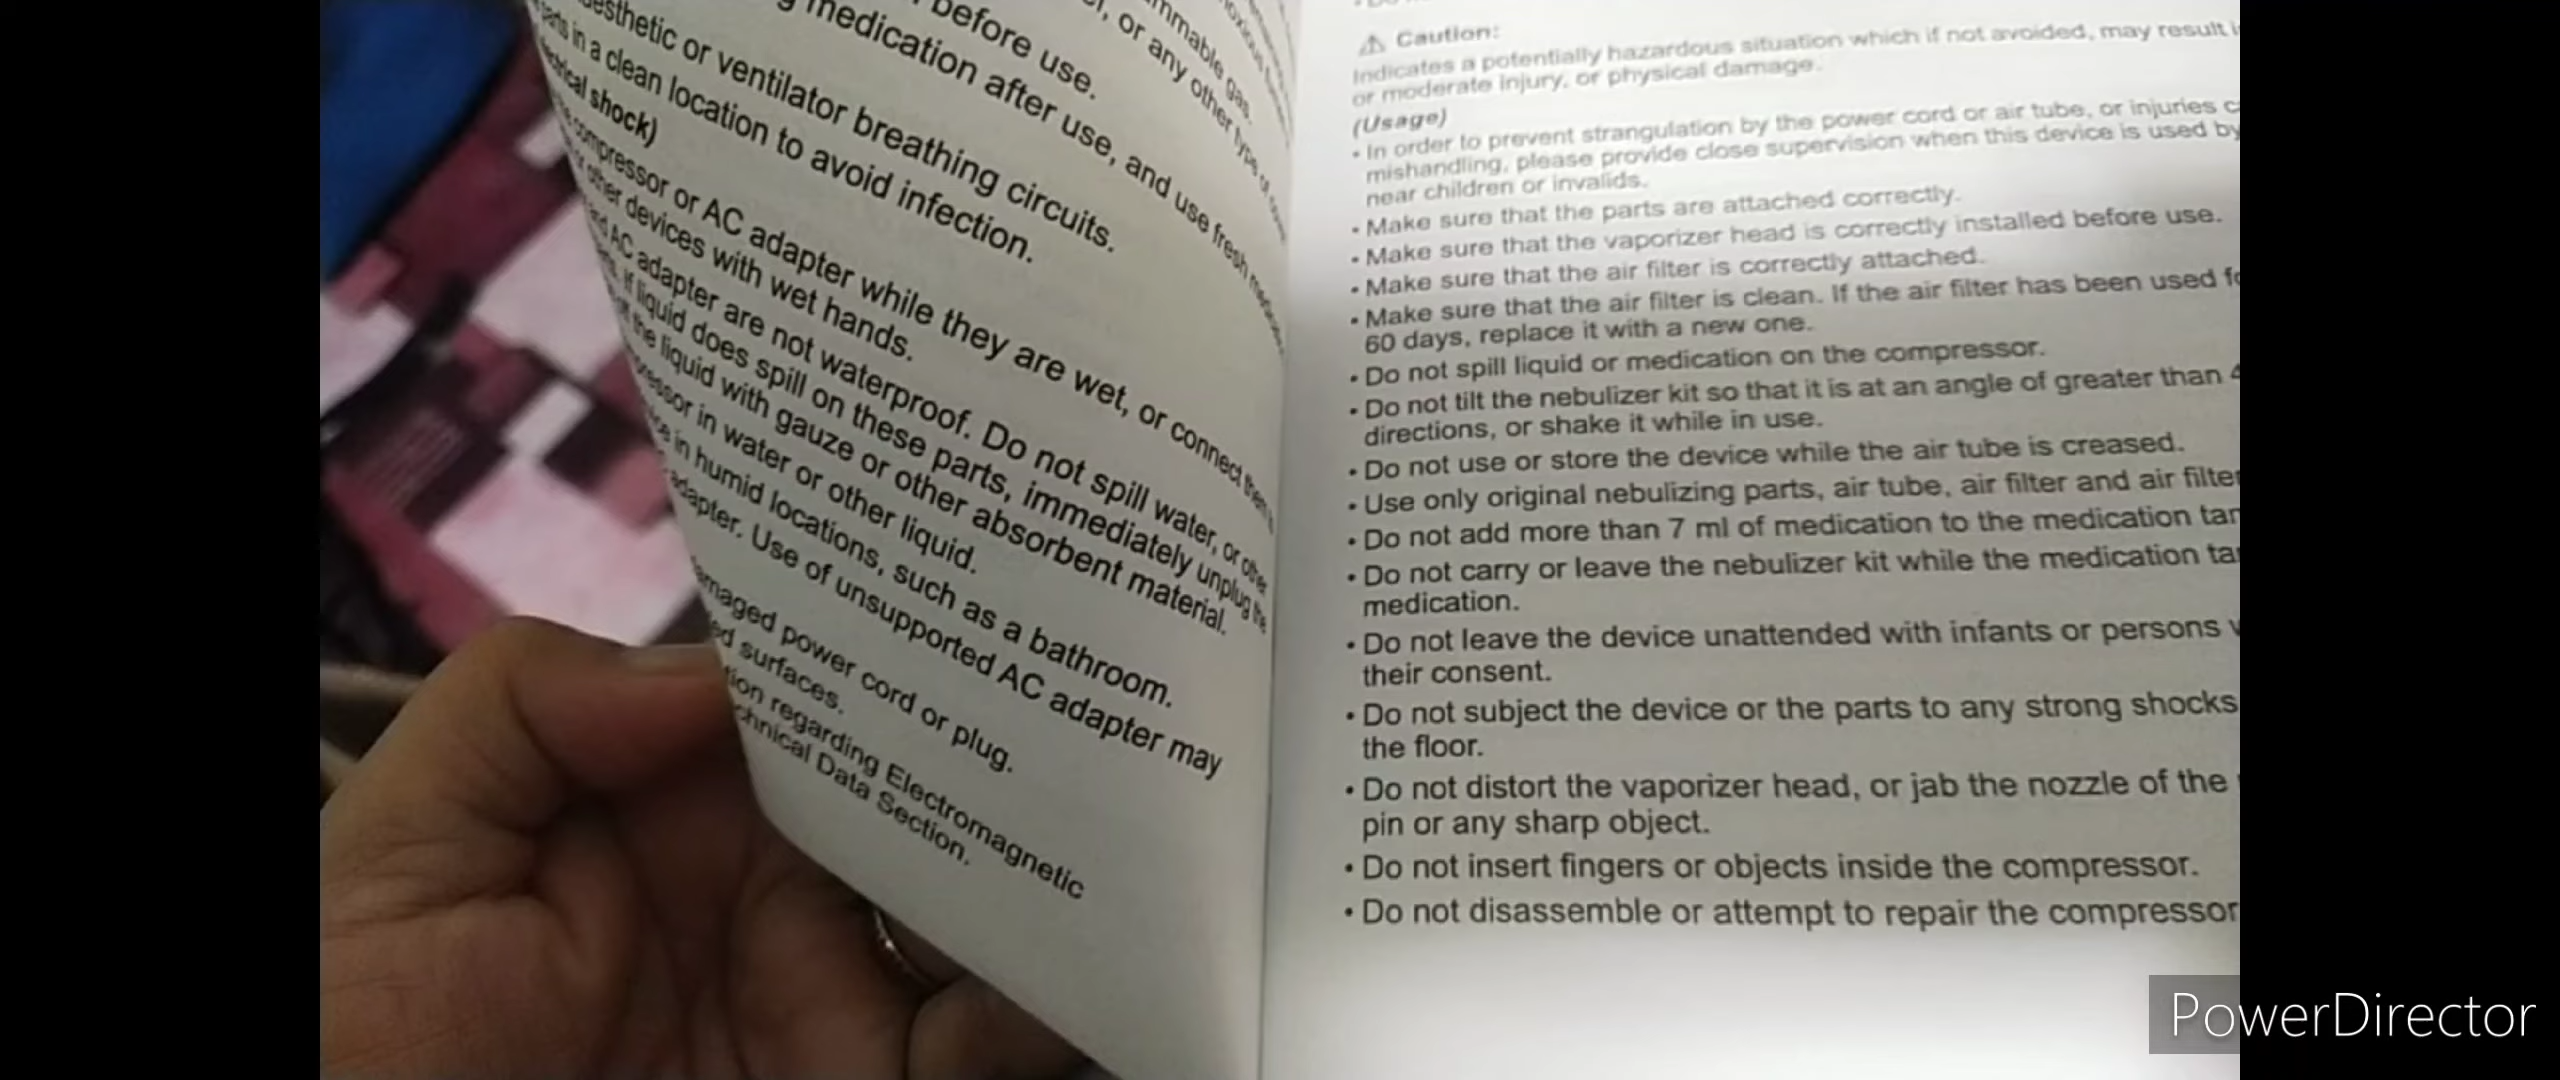 before use.
medication after use, and use fresh
or any other type of
gas.
or ventilator breathing circuits.
in a clean location to avoid infection.
shock)
compressor or AC adapter while they are wet, or connect them
other devices with wet hands.
AC adapter are not waterproof. Do not spill water, or other
If liquid does spill on these parts, immediately unplug the
the liquid with gauze or other absorbent material.
in water or other liquid.
in humid locations, such as a bathroom.
adapter. Use of unsupported AC adapter may
power cord or plug.
surfaces.
regarding Electromagnetic
Data Section.
⚠ Caution:
Indicates a potentially hazardous situation which if not avoided, may result
or moderate injury, or physical damage.
(Usage)
• In order to prevent strangulation by the power cord or air tube, or injuries
mishandling, please provide close supervision when this device is used by
near children or invalids.
• Make sure that the parts are attached correctly.
• Make sure that the vaporizer head is correctly installed before use.
• Make sure that the air filter is correctly attached.
• Make sure that the air filter is clean. If the air filter has been used
60 days, replace it with a new one.
• Do not spill liquid or medication on the compressor.
• Do not tilt the nebulizer kit so that it is at an angle of greater than
directions, or shake it while in use.
• Do not use or store the device while the air tube is creased.
• Use only original nebulizing parts, air tube, air filter and air filter
• Do not add more than 7 ml of medication to the medication
• Do not carry or leave the nebulizer kit while the medication
medication.
• Do not leave the device unattended with infants or persons
their consent.
• Do not subject the device or the parts to any strong shocks
the floor.
• Do not distort the vaporizer head, or jab the nozzle of the
pin or any sharp object.
• Do not insert fingers or objects inside the compressor.
• Do not disassemble or attempt to repair the compressor
PowerDirector